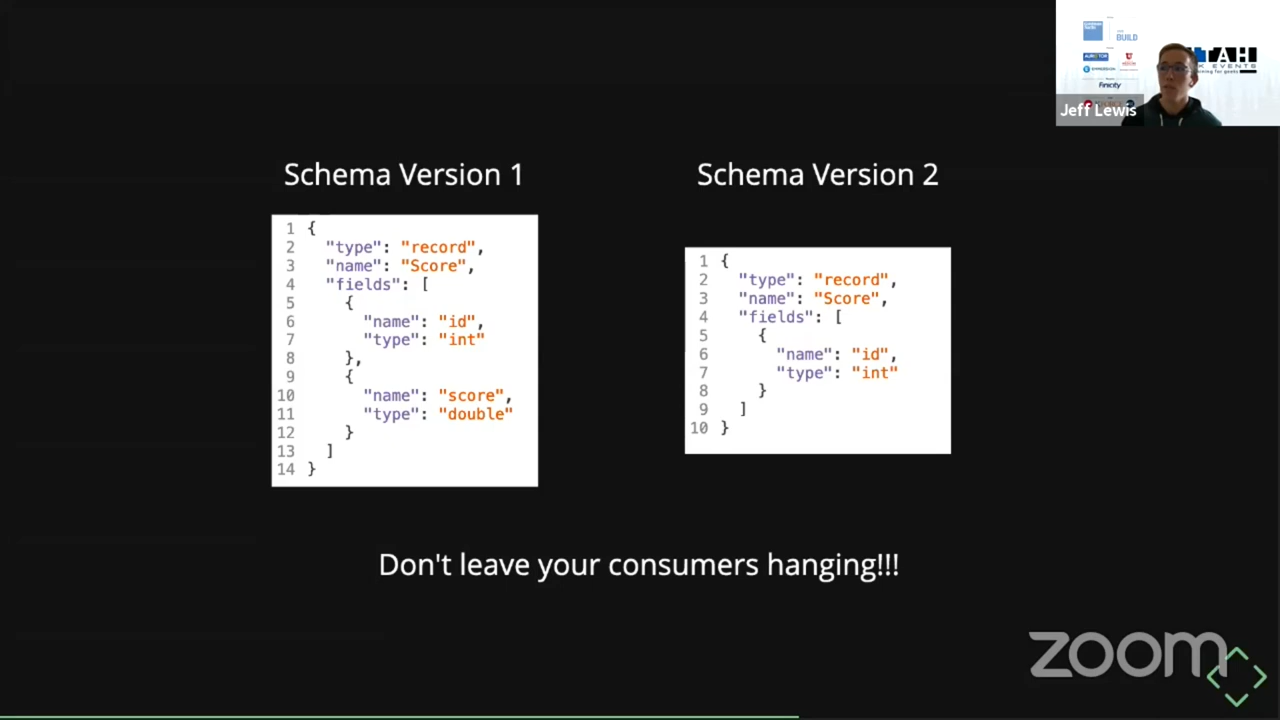 BUILD
UTAH
Finicity
Jeff Lewis
Schema Version 1
1 {
2 "type": "record",
3 "name": "Score",
4 "fields": [
5 {
6 "name": "id",
7 "type": "int"
8 },
9 {
10 "name": "score",
11 "type": "double"
12 }
13 ]
14 }
Schema Version 2
1 {
2 "type": "record",
3 "name": "Score",
4 "fields": [
5 {
6 "name": "id",
7 "type": "int"
8 }
9 ]
10 }
Don't leave your consumers hanging!!!
zoom